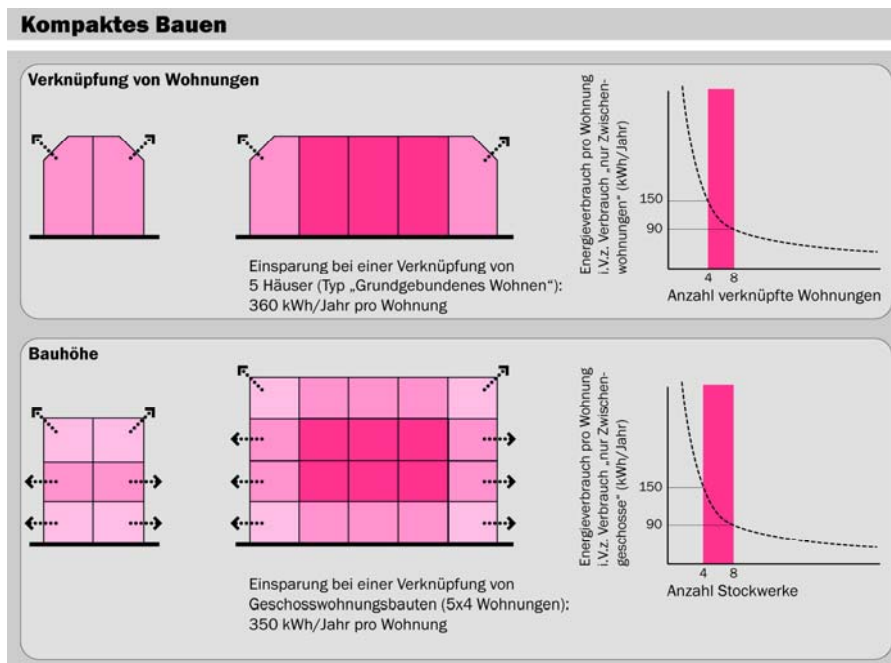 Kompaktes Bauen
Verknüpfung von Wohnungen
Einsparung bei einer Verknüpfung von
5 Häuser (Typ „Grundgebundenes Wohnen“):
360 kWh/Jahr pro Wohnung
Energieverbrauch pro Wohnung
i.V.z. Verbrauch „nur Zwischen-
wohnungen“ (kWh/Jahr)
150
90
4 8
Anzahl verknüpfte Wohnungen
Bauhöhe
Einsparung bei einer Verknüpfung von
Geschosswohnungsbauten (5x4 Wohnungen):
350 kWh/Jahr pro Wohnung
Energieverbrauch pro Wohnung
i.V.z. Verbrauch „nur Zwischen-
geschosse“ (kWh/Jahr)
150
90
4 8
Anzahl Stockwerke